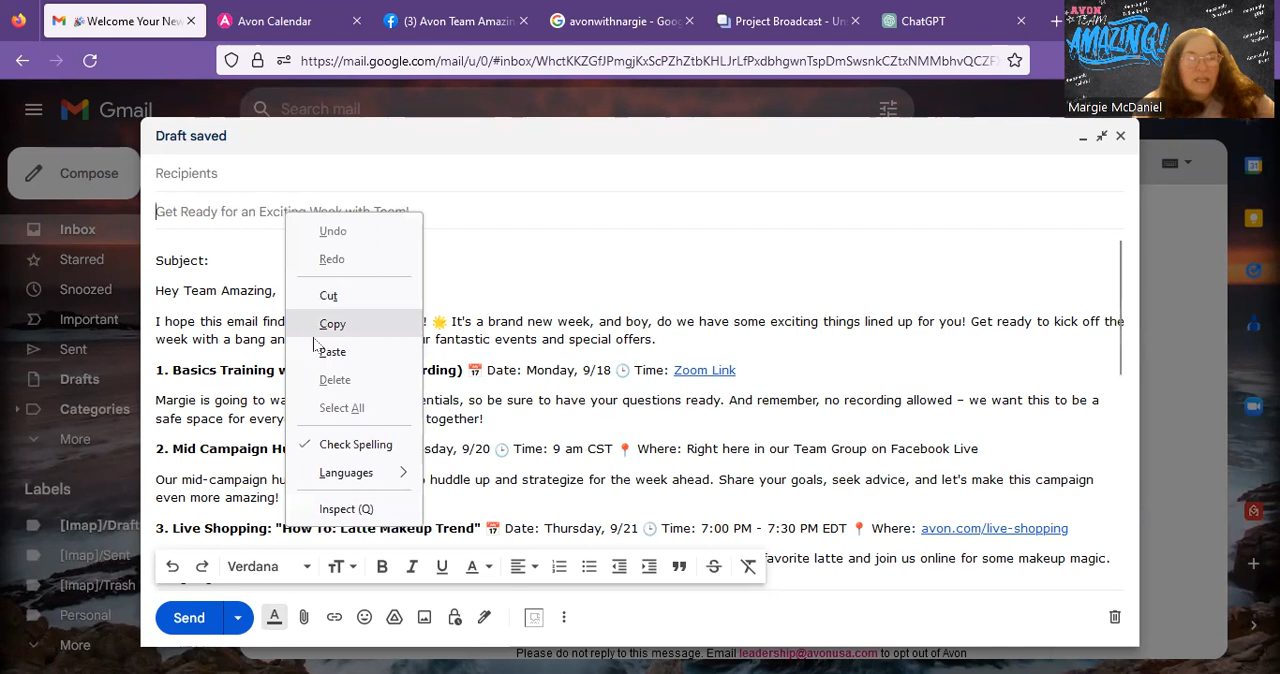 🎉 Welcome Your New
Avon Calendar
(3) Avon Team Amazin
avonwithnargie - Goo
Project Broadcast - Un
ChatGPT
https://mail.google.com/mail/u/0/#inbox/
AVON
TEAM
AMAZING!
Margie McDaniel
Gmail
Search mail
Compose
Inbox
Starred
Snoozed
Important
Sent
Drafts
Categories
More
Labels
[Imap]/Draft
[Imap]/Sent
[Imap]/Trash
Personal
More
Draft saved
Recipients
Get Ready for an Exciting Week with Team!
Subject:
Hey Team Amazing,
I hope this email find ! 🌟 It's a brand new week, and boy, do we have some exciting things lined up for you! Get ready to kick off the
week with a bang an r fantastic events and special offers.
1. Basics Training w rding) 📅 Date: Monday, 9/18 🕒 Time: Zoom Link
Margie is going to wa entials, so be sure to have your questions ready. And remember, no recording allowed – we want this to be a
safe space for every together!
2. Mid Campaign Hu sday, 9/20 🕒 Time: 9 am CST 📍 Where: Right here in our Team Group on Facebook Live
Our mid-campaign hu o huddle up and strategize for the week ahead. Share your goals, seek advice, and let's make this campaign
even more amazing!
3. Live Shopping: "How To: Latte Makeup Trend" 📅 Date: Thursday, 9/21 🕒 Time: 7:00 PM - 7:30 PM EDT 📍 Where: avon.com/live-shopping
favorite latte and join us online for some makeup magic.
Undo
Redo
Cut
Copy
Paste
Delete
Select All
Check Spelling
Languages
Inspect (Q)
Verdana
Send
Please do not reply to this message. Email leadership@avonusa.com to opt out of Avon